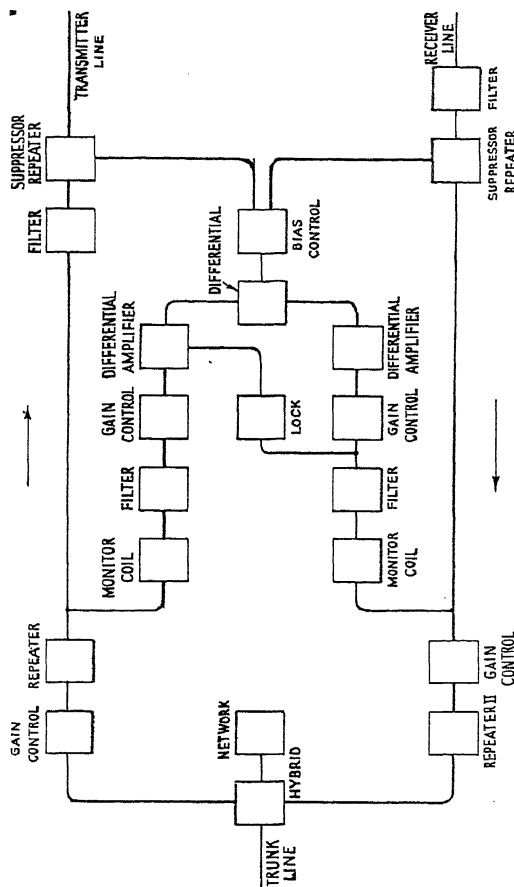 TRANSMITTER
LINE
SUPPRESSOR
REPEATER
FILTER
REPEATER
GAIN
CONTROL
DIFFERENTIAL
AMPLIFIER
GAIN
CONTROL
FILTER
MONITOR
COIL
DIFFERENTIAL
BIAS
CONTROL
LOCK
NETWORK
HYBRID
TRUNK
LINE
DIFFERENTIAL
AMPLIFIER
GAIN
CONTROL
FILTER
MONITOR
COIL
RECEIVER
LINE
FILTER
SUPPRESSOR
REPEATER
GAIN
CONTROL
REPEATER II